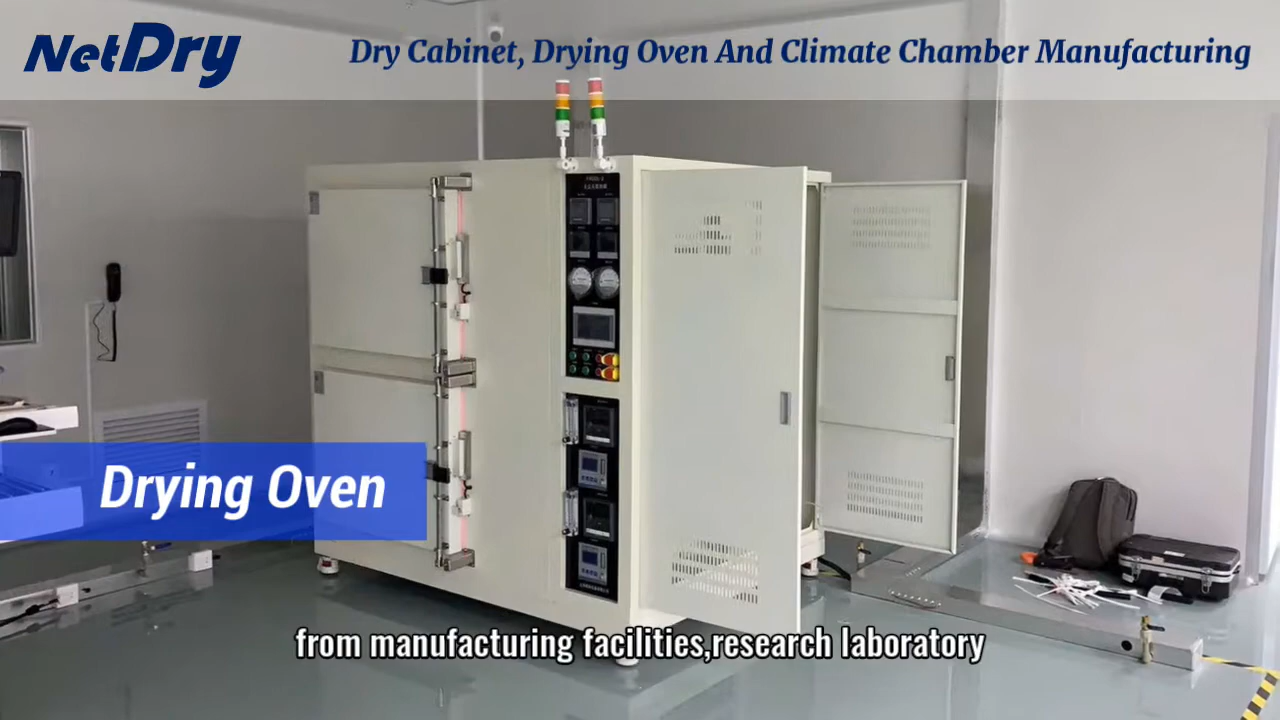 NetDry
Dry Cabinet, Drying Oven And Climate Chamber Manufacturing
Drying Oven
from manufacturing facilities,research laboratory